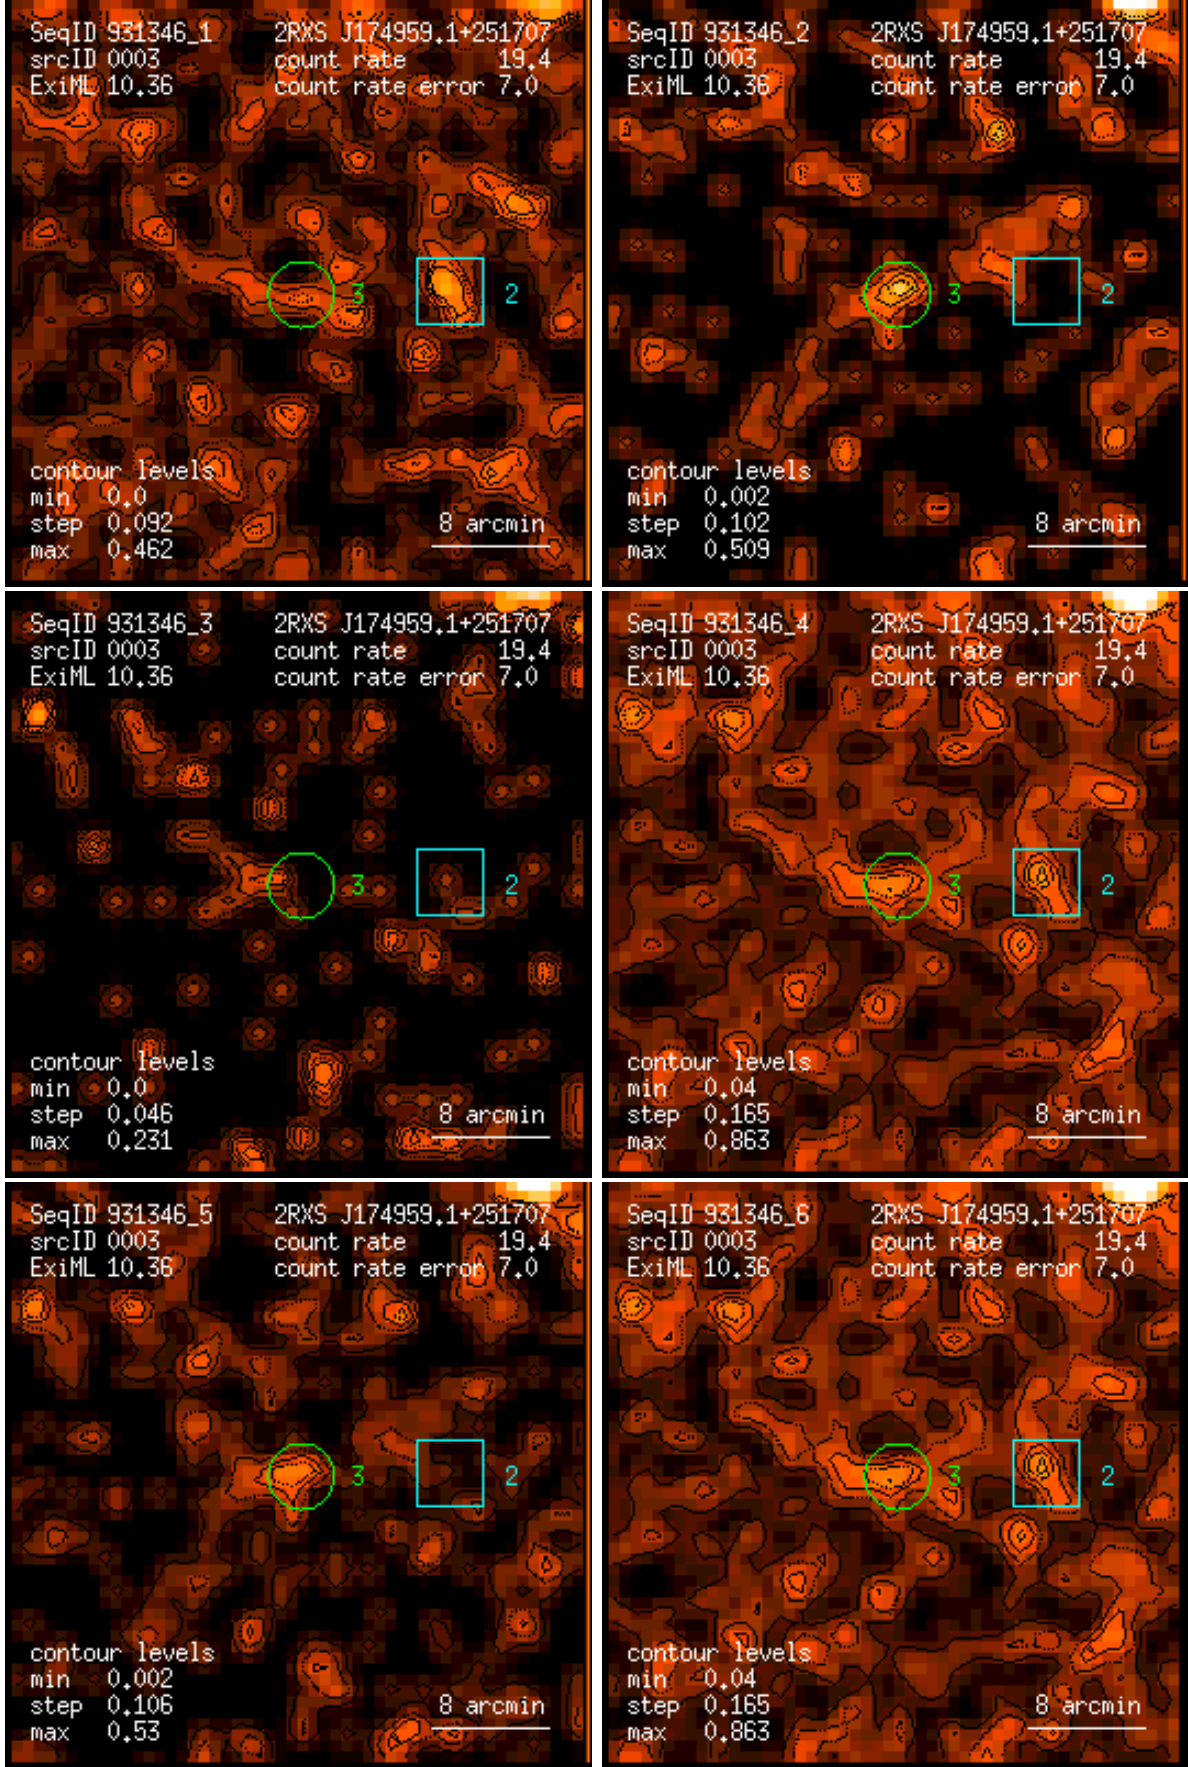 SeqID 931346_1 2RXS J174959.1+251707
srcID 0003 count rate 19.4
ExiML 10.36 count rate error 7.0
3 2
contour levels
min 0.0
step 0.092 8 arcmin
max 0.462
SeqID 931346_2 2RXS J174959.1+251707
srcID 0003 count rate 19.4
ExiML 10.36 count rate error 7.0
3 2
contour levels
min 0.002
step 0.102 8 arcmin
max 0.509
SeqID 931346_3 2RXS J174959.1+251707
srcID 0003 count rate 19.4
ExiML 10.36 count rate error 7.0
3 2
contour levels
min 0.0
step 0.046 8 arcmin
max 0.231
SeqID 931346_4 2RXS J174959.1+251707
srcID 0003 count rate 19.4
ExiML 10.36 count rate error 7.0
3 2
contour levels
min 0.04
step 0.165 8 arcmin
max 0.863
SeqID 931346_5 2RXS J174959.1+251707
srcID 0003 count rate 19.4
ExiML 10.36 count rate error 7.0
3 2
contour levels
min 0.002
step 0.106 8 arcmin
max 0.53
SeqID 931346_6 2RXS J174959.1+251707
srcID 0003 count rate 19.4
ExiML 10.36 count rate error 7.0
3 2
contour levels
min 0.04
step 0.165 8 arcmin
max 0.863